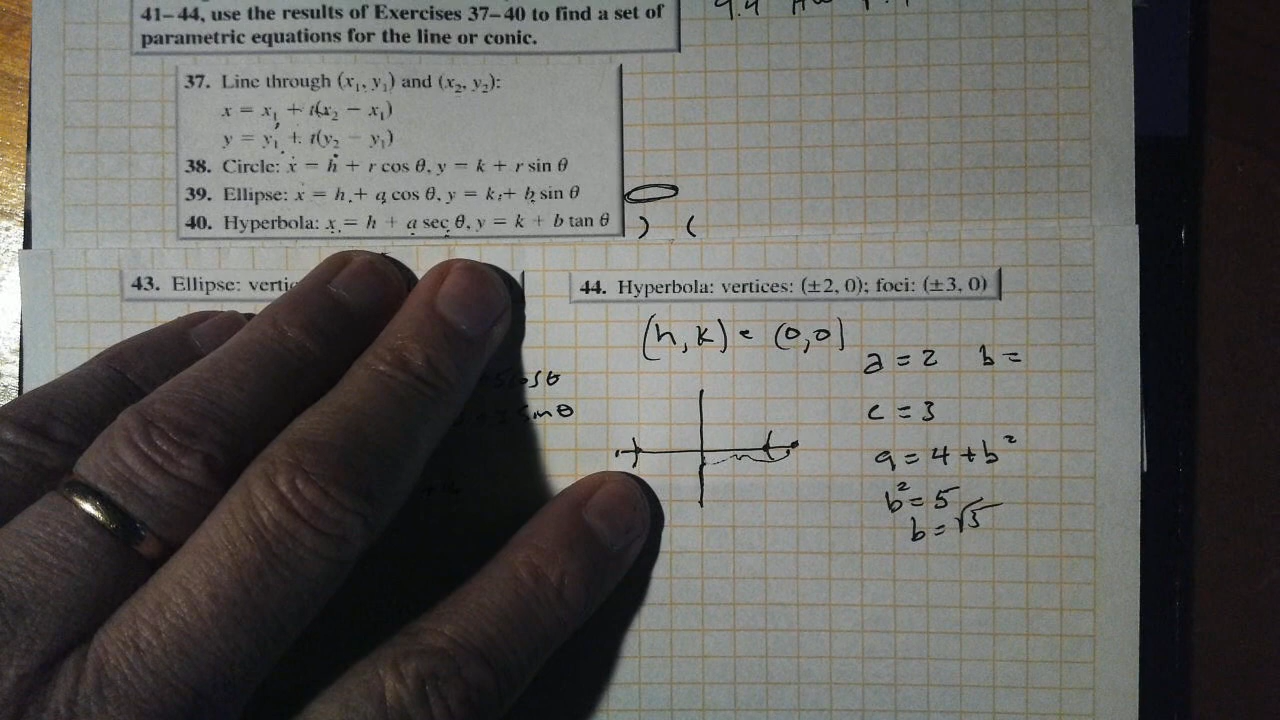 41–44, use the results of Exercises 37–40 to find a set of
parametric equations for the line or conic.
37. Line through (x₁, y₁) and (x₂, y₂):
x = x₁ + t(x₂ − x₁)
y = y₁ + t(y₂ − y₁)
38. Circle: x = h + r cos θ, y = k + r sin θ
39. Ellipse: x = h + a cos θ, y = k + b sin θ
40. Hyperbola: x = h + a sec θ, y = k + b tan θ
43. Ellipse:
44. Hyperbola: vertices: (±2, 0); foci: (±3, 0)
(h, k) = (0,0)
a = 2 b =
c = 3
9 = 4 + b²
b² = 5
b = √5
cosθ
sinθ